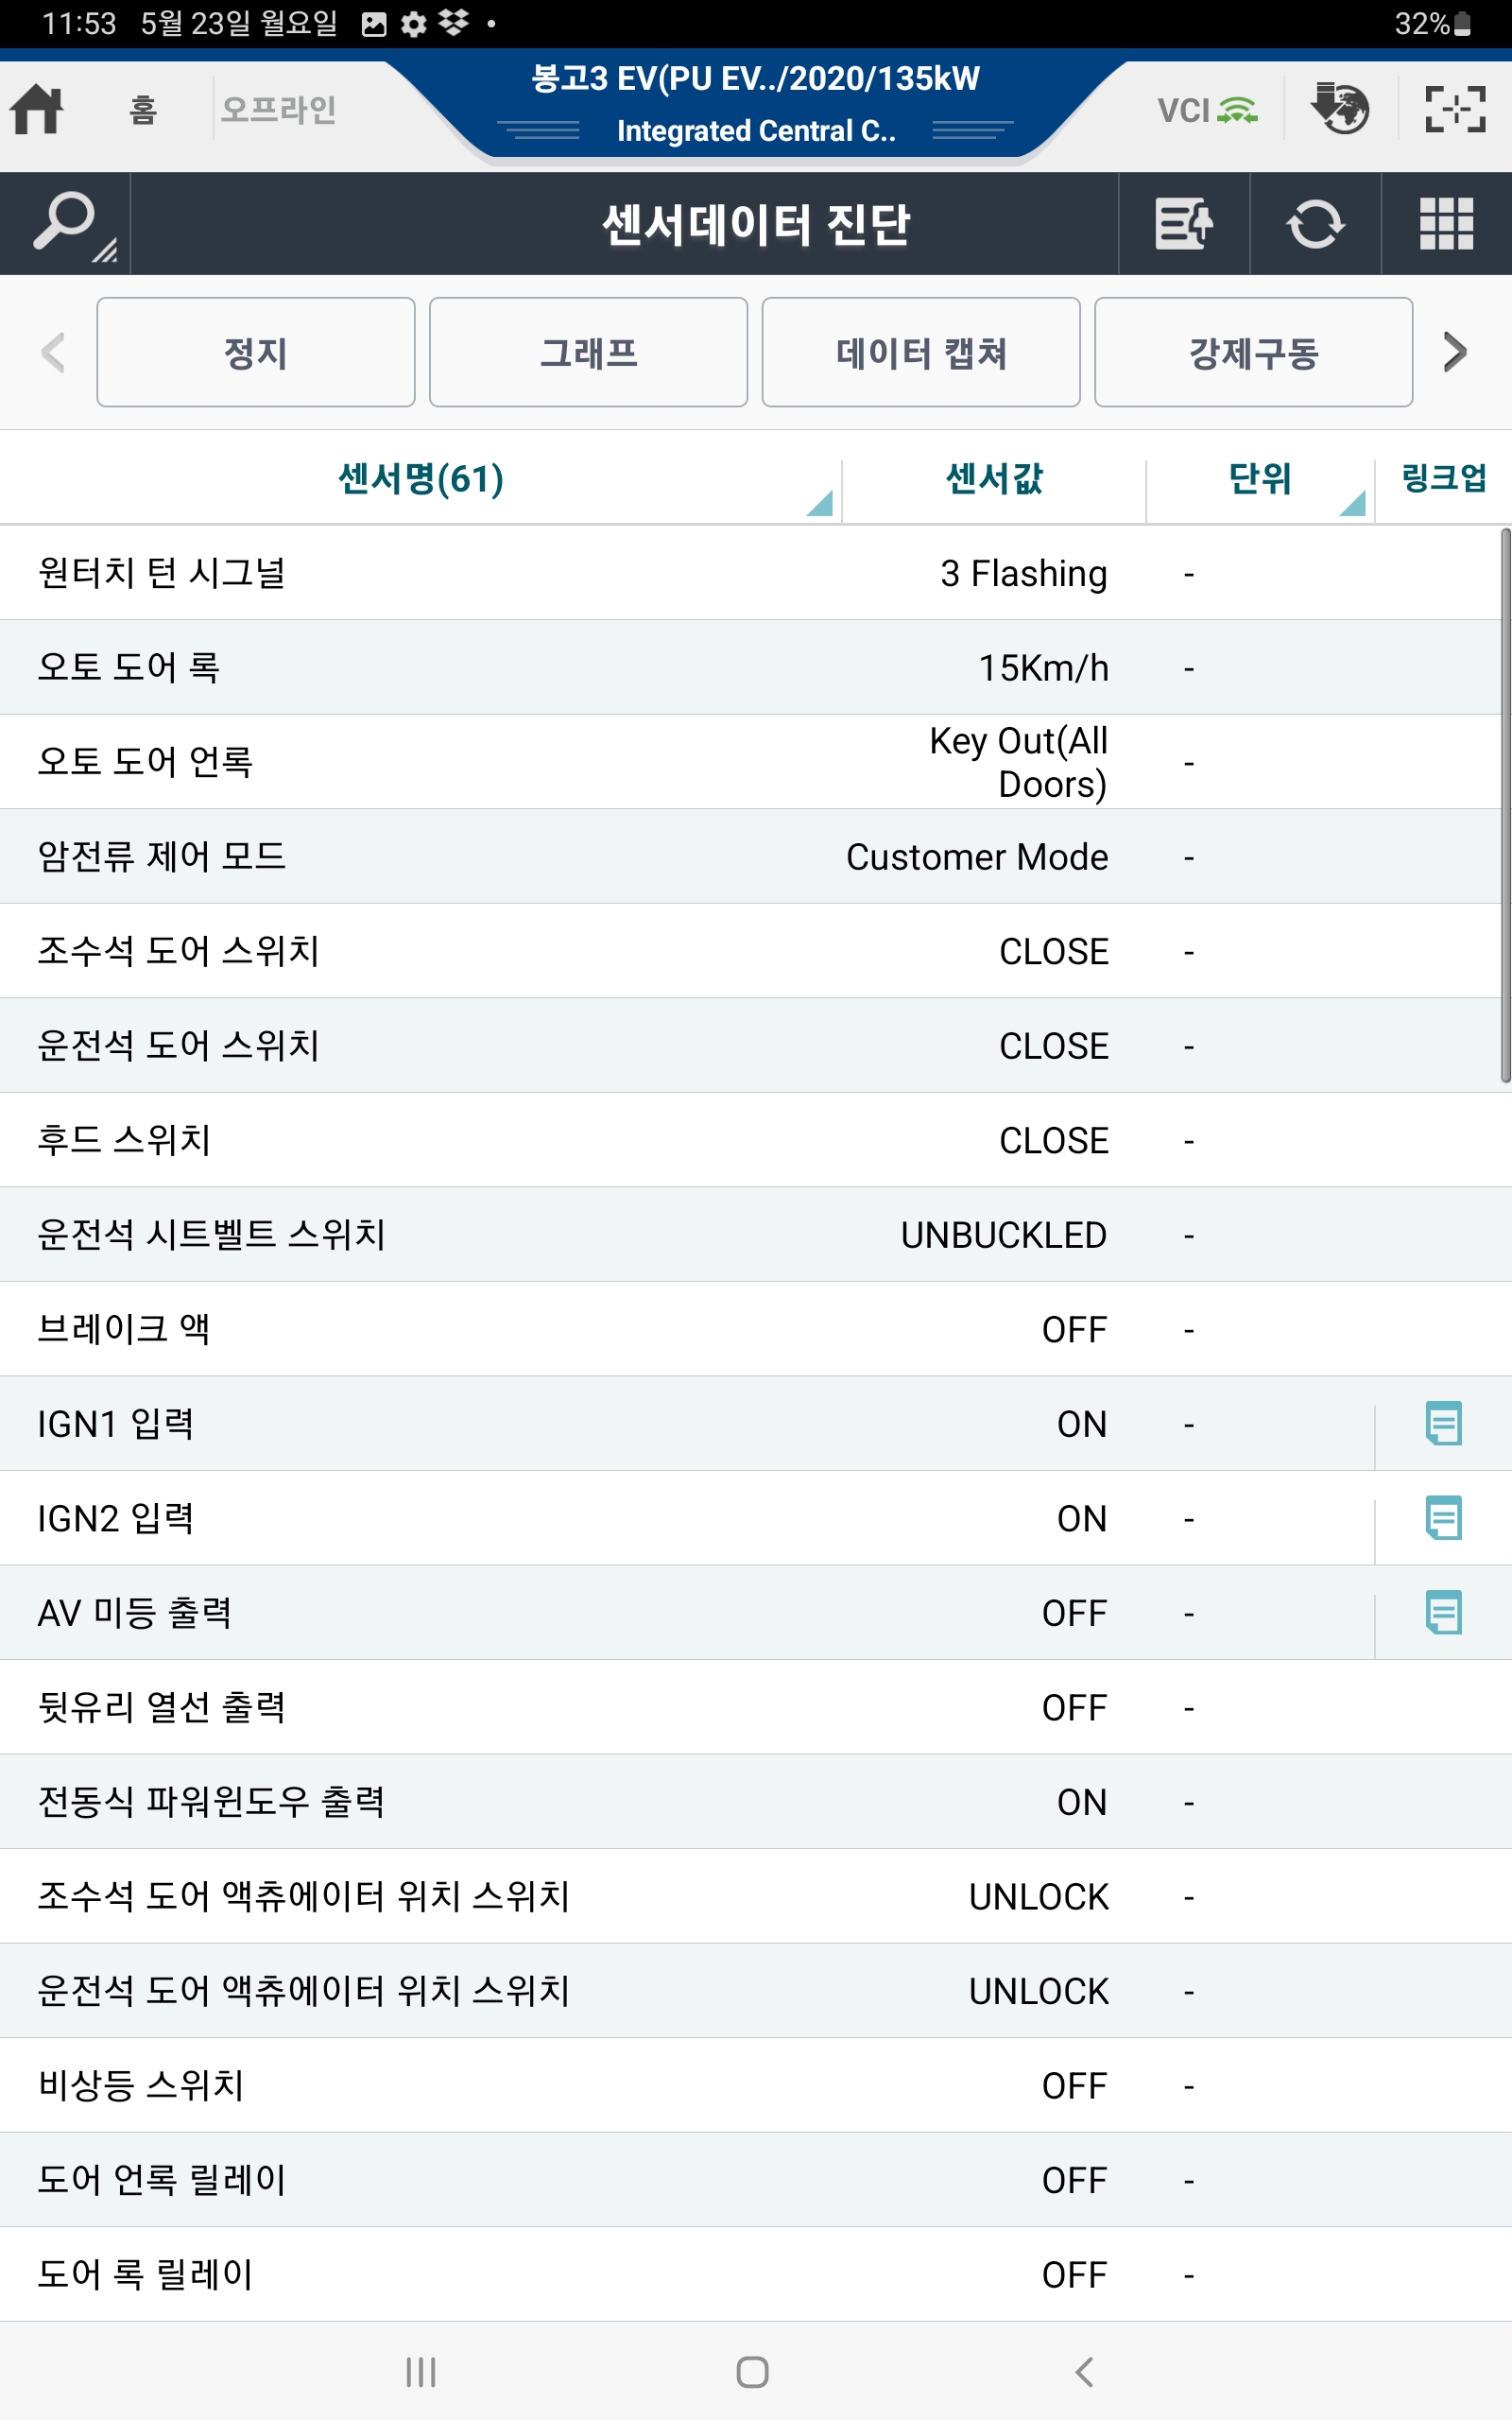 11:53 5월 23일 월요일 32%
봉고3 EV(PU EV../2020/135kW
홈 오프라인 VCI
Integrated Central C..
센서데이터 진단
정지 그래프 데이터 캡쳐 강제구동
센서명(61) 센서값 단위 링크업
원터치 턴 시그널 3 Flashing -
오토 도어 록 15Km/h -
오토 도어 언록 Key Out(All Doors) -
암전류 제어 모드 Customer Mode -
조수석 도어 스위치 CLOSE -
운전석 도어 스위치 CLOSE -
후드 스위치 CLOSE -
운전석 시트벨트 스위치 UNBUCKLED -
브레이크 액 OFF -
IGN1 입력 ON -
IGN2 입력 ON -
AV 미등 출력 OFF -
뒷유리 열선 출력 OFF -
전동식 파워윈도우 출력 ON -
조수석 도어 액츄에이터 위치 스위치 UNLOCK -
운전석 도어 액츄에이터 위치 스위치 UNLOCK -
비상등 스위치 OFF -
도어 언록 릴레이 OFF -
도어 록 릴레이 OFF -